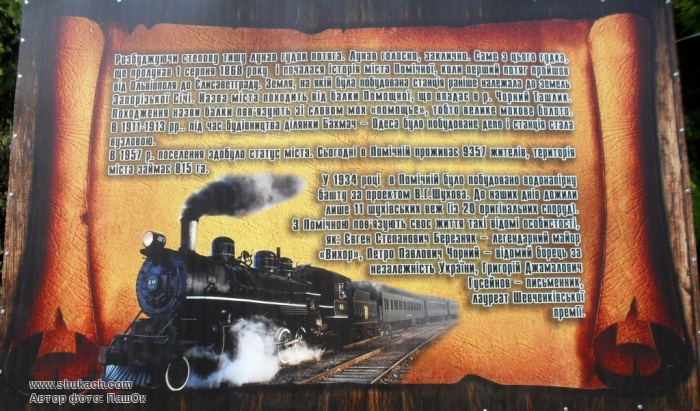 Розбуджуючи степову тишу лунав гудок потяга. Лунав голосно, закличне. Саме з цього гудка,
що пролунав 1 серпня 1868 року, і почалася історія міста Помічної, коли перший потяг пройшов
від Ольвіополя до Єлисаветграду. Земля, на якій була побудована станція раніше належала до земель
Запорізької Січі. Назва міста походить від балки Помошної, що впадає в р. Чорний Ташлик.
Походження назви балки пов'язують зі словом мох «помошье», тобто велике мохове болото.
В 1911-1913 рр., під час будівництва ділянки Бахмач – Одеса було побудоване депо і станція стала
вузловою.
В 1957 р. поселення здобуло статус міста. Сьогодні в Помічній проживає 9357 жителів, територія
міста займає 815 га.
У 1934 році в Помічній було побудовано водонапірну
башту за проектом В.Г.Шухова. До наших днів дожили
лише 11 шухівських веж (із 20 оригінальних споруд).
З Помічною пов'язують своє життя такі відомі особистості,
як: Євген Степанович Березняк – легендарний майор
«Вихор», Петро Павлович Чорний – відомий борець за
незалежність України, Григорій Джамалович
Гусейнов – письменник,
лауреат Шевченківської
премії.
www.shukach.com
Автор фото: ПашОк